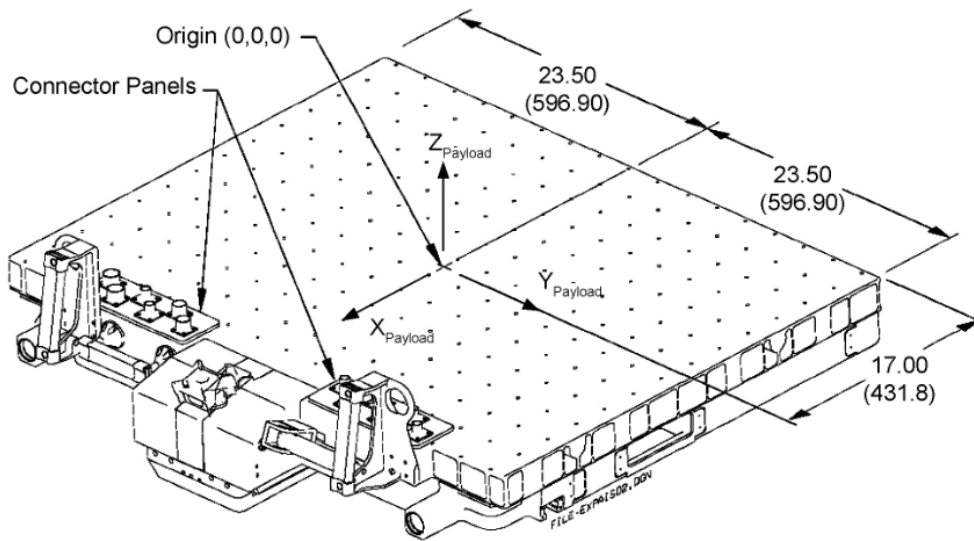 Origin (0,0,0)
Connector Panels
23.50
(596.90)
Z Payload
23.50
(596.90)
Y Payload
X Payload
17.00
(431.8)
FILE-EXPAIS02.DGN